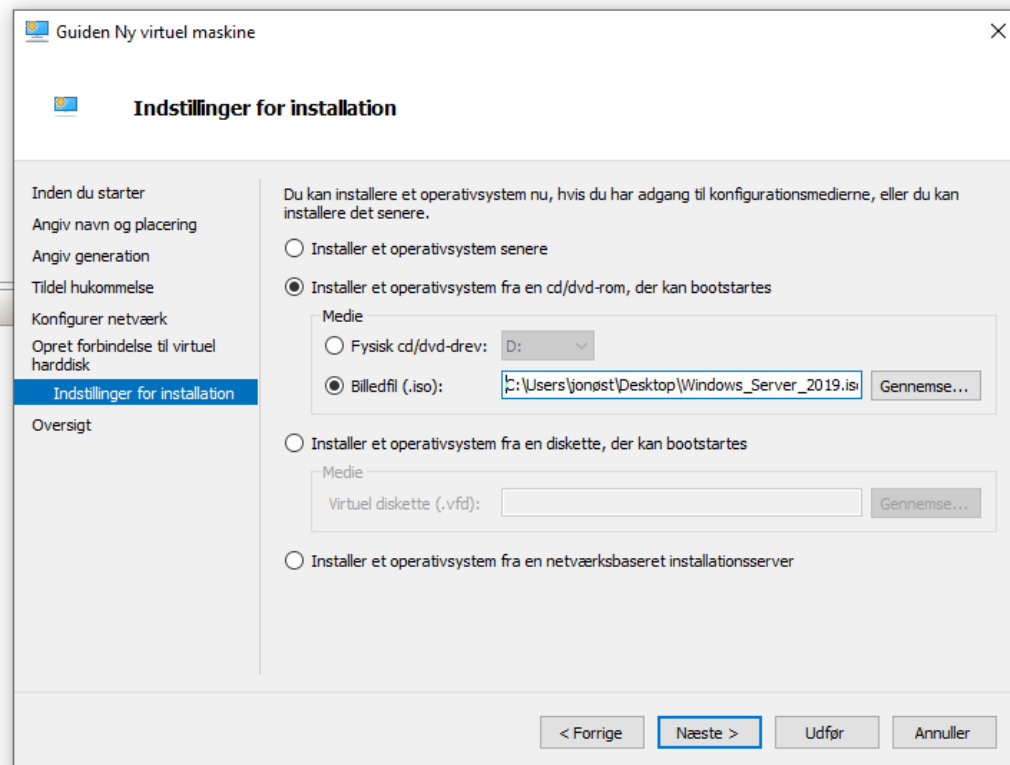 Guiden Ny virtuel maskine
Indstillinger for installation
Inden du starter
Angiv navn og placering
Angiv generation
Tildel hukommelse
Konfigurer netværk
Opret forbindelse til virtuel
harddisk
Indstillinger for installation
Oversigt
Du kan installere et operativsystem nu, hvis du har adgang til konfigurationsmedierne, eller du kan
installere det senere.
Installer et operativsystem senere
Installer et operativsystem fra en cd/dvd-rom, der kan bootstartes
Medie
Fysisk cd/dvd-drev: D:
Billedfil (.iso): C:\Users\jonøst\Desktop\Windows_Server_2019.iso Gennemse...
Installer et operativsystem fra en diskette, der kan bootstartes
Medie
Virtuel diskette (.vfd): Gennemse...
Installer et operativsystem fra en netværksbaseret installationsserver
< Forrige Næste > Udfør Annuller